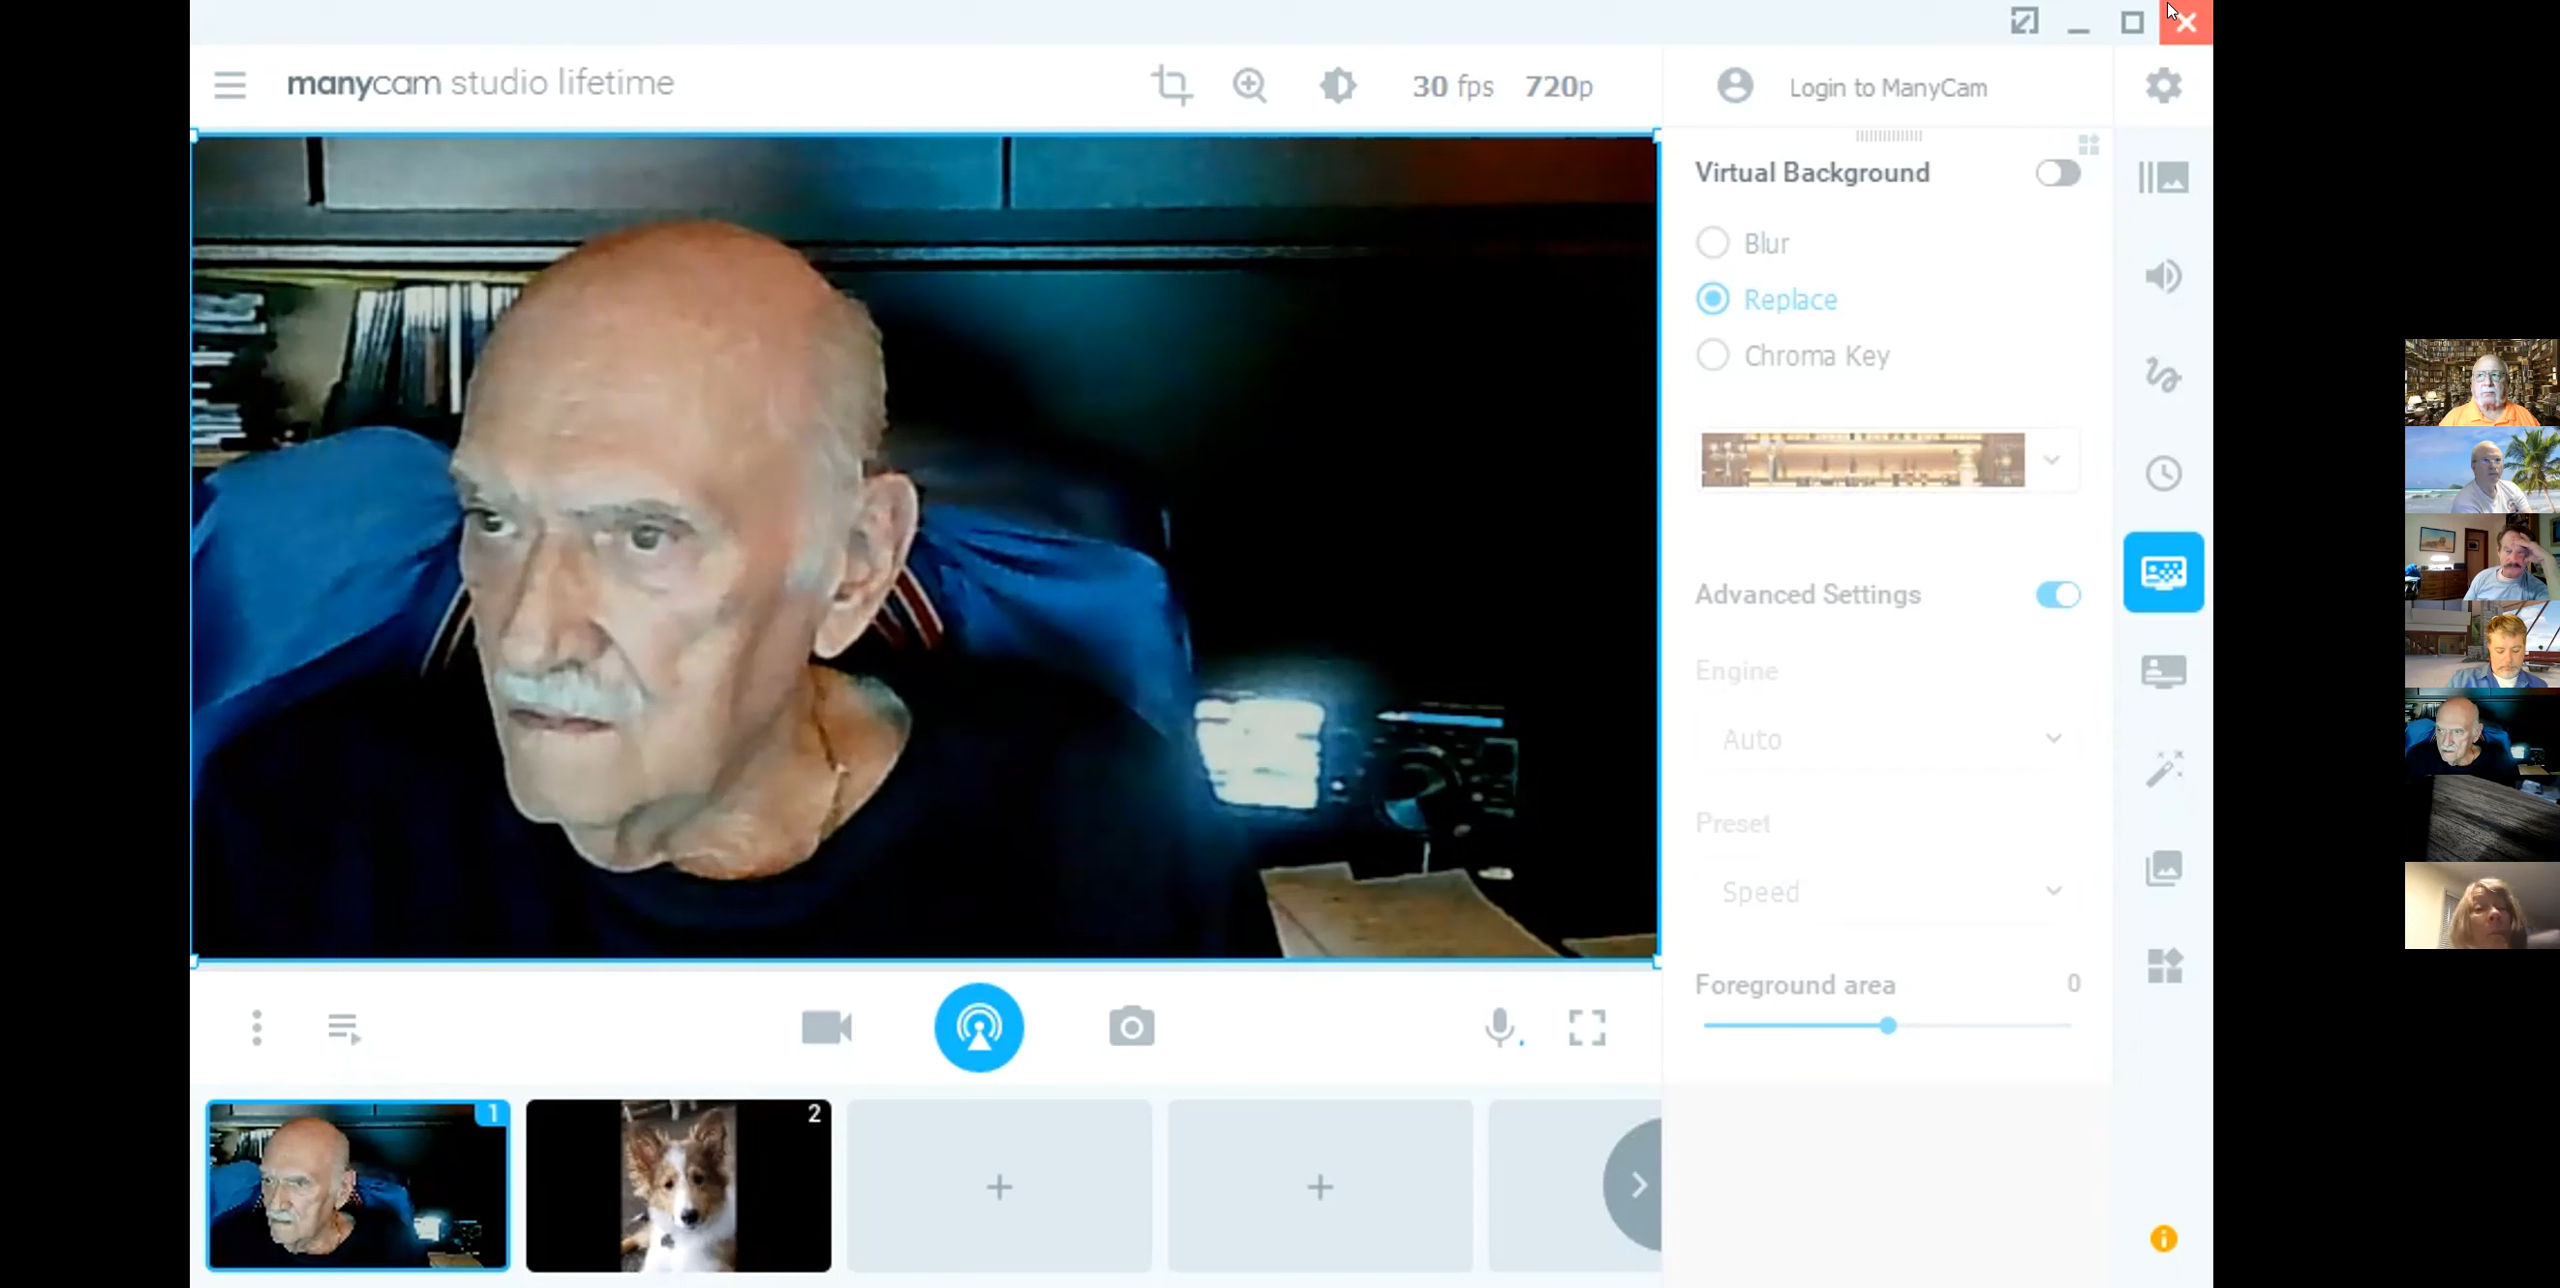 manycam studio lifetime
30 fps 720p
Login to ManyCam
Virtual Background
Blur
Replace
Chroma Key
Advanced Settings
Engine
Auto
Preset
Speed
Foreground area 0
1
2